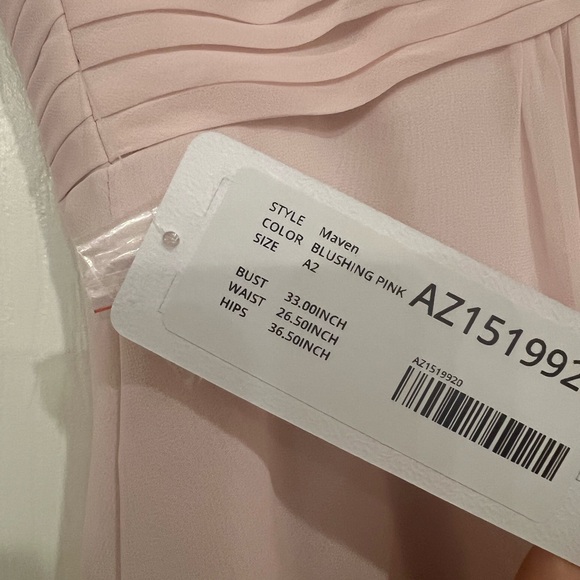 STYLE Maven
COLOR BLUSHING PINK
SIZE A2
BUST 33.00INCH
WAIST 26.50INCH
HIPS 36.50INCH
AZ151992
AZ1519920